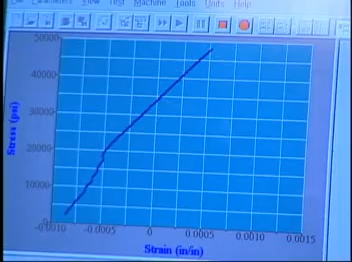 Parameters View Test Machine Tools Units Help
50000
40000
30000
20000
10000
0
-0.0010 -0.0005 0 0.0005 0.0010 0.0015
Stress (psi)
Strain (in/in)